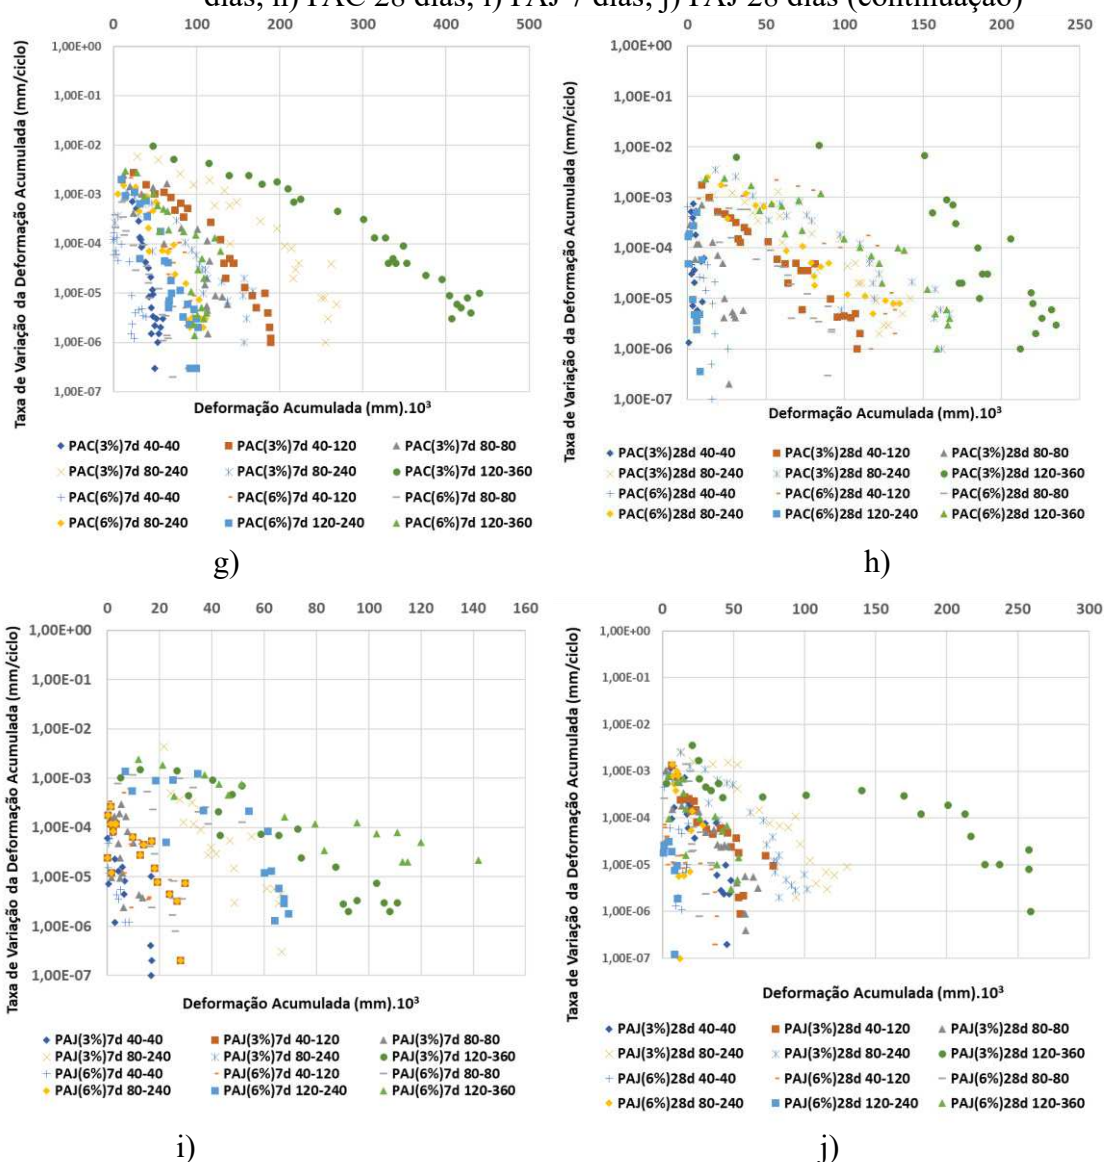 dias; h) PAC 28 dias; i) PAJ 7 dias; j) PAJ 28 dias (continuação)
0 100 200 300 400 500
1,00E+00
1,00E-01
1,00E-02
1,00E-03
1,00E-04
1,00E-05
1,00E-06
1,00E-07
Taxa de Variação da Deformação Acumulada (mm/ciclo)
Deformação Acumulada (mm).10³
PAC(3%)7d 40-40 PAC(3%)7d 40-120 PAC(3%)7d 80-80
PAC(3%)7d 80-240 PAC(3%)7d 80-240 PAC(3%)7d 120-360
PAC(6%)7d 40-40 PAC(6%)7d 40-120 PAC(6%)7d 80-80
PAC(6%)7d 80-240 PAC(6%)7d 120-240 PAC(6%)7d 120-360
g)
0 50 100 150 200 250
1,00E+00
1,00E-01
1,00E-02
1,00E-03
1,00E-04
1,00E-05
1,00E-06
1,00E-07
Taxa de Variação da Deformação Acumulada (mm/ciclo)
Deformação Acumulada (mm).10³
PAC(3%)28d 40-40 PAC(3%)28d 40-120 PAC(3%)28d 80-80
PAC(3%)28d 80-240 PAC(3%)28d 80-240 PAC(3%)28d 120-360
PAC(6%)28d 40-40 PAC(6%)28d 40-120 PAC(6%)28d 80-80
PAC(6%)28d 80-240 PAC(6%)28d 120-240 PAC(6%)28d 120-360
h)
0 20 40 60 80 100 120 140 160
1,00E+00
1,00E-01
1,00E-02
1,00E-03
1,00E-04
1,00E-05
1,00E-06
1,00E-07
Taxa de Variação da Deformação Acumulada (mm/ciclo)
Deformação Acumulada (mm).10³
PAJ(3%)7d 40-40 PAJ(3%)7d 40-120 PAJ(3%)7d 80-80
PAJ(3%)7d 80-240 PAJ(3%)7d 80-240 PAJ(3%)7d 120-360
PAJ(6%)7d 40-40 PAJ(6%)7d 40-120 PAJ(6%)7d 80-80
PAJ(6%)7d 80-240 PAJ(6%)7d 120-240 PAJ(6%)7d 120-360
i)
0 50 100 150 200 250 300
1,00E+00
1,00E-01
1,00E-02
1,00E-03
1,00E-04
1,00E-05
1,00E-06
1,00E-07
Taxa de Variação da Deformação Acumulada (mm/ciclo)
Deformação Acumulada (mm).10³
PAJ(3%)28d 40-40 PAJ(3%)28d 40-120 PAJ(3%)28d 80-80
PAJ(3%)28d 80-240 PAJ(3%)28d 80-240 PAJ(3%)28d 120-360
PAJ(6%)28d 40-40 PAJ(6%)28d 40-120 PAJ(6%)28d 80-80
PAJ(6%)28d 80-240 PAJ(6%)28d 120-240 PAJ(6%)28d 120-360
j)